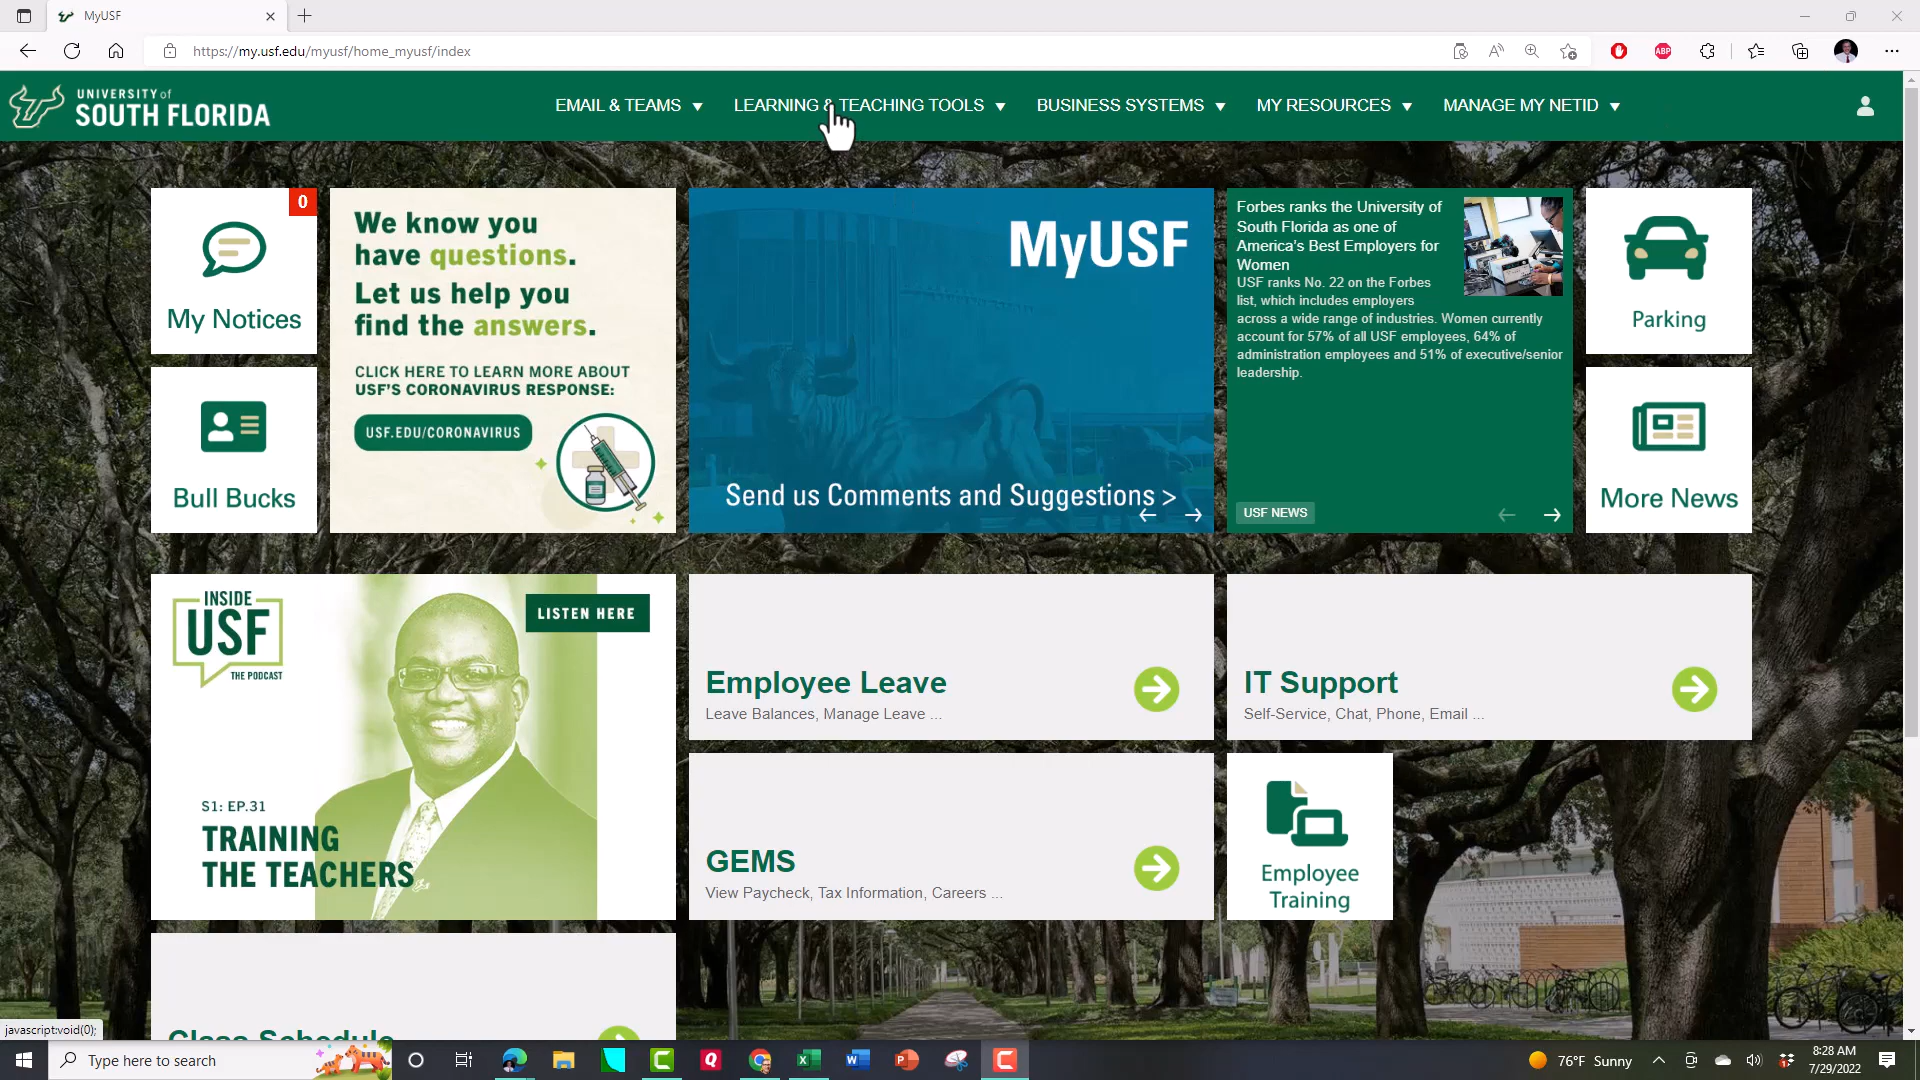 MyUSF
https://my.usf.edu/myusf/home_myusf/index
UNIVERSITY of
SOUTH FLORIDA
EMAIL & TEAMS ▼
LEARNING & TEACHING TOOLS ▼
BUSINESS SYSTEMS ▼
MY RESOURCES ▼
MANAGE MY NETID ▼
0
My Notices
Bull Bucks
We know you
have questions.
Let us help you
find the answers.
CLICK HERE TO LEARN MORE ABOUT
USF'S CORONAVIRUS RESPONSE:
USF.EDU/CORONAVIRUS
MyUSF
Send us Comments and Suggestions >
Forbes ranks the University of
South Florida as one of
America's Best Employers for
Women
USF ranks No. 22 on the Forbes
list, which includes employers
across a wide range of industries. Women currently
account for 57% of all USF employees, 64% of
administration employees and 51% of executive/senior
leadership.
USF NEWS
Parking
More News
INSIDE
USF
THE PODCAST
LISTEN HERE
S1: EP.31
TRAINING
THE TEACHERS
Employee Leave
Leave Balances, Manage Leave ...
IT Support
Self-Service, Chat, Phone, Email ...
GEMS
View Paycheck, Tax Information, Careers ...
Employee
Training
Class Schedule
javascript:void(0);
Type here to search
76°F Sunny
8:28 AM
7/29/2022